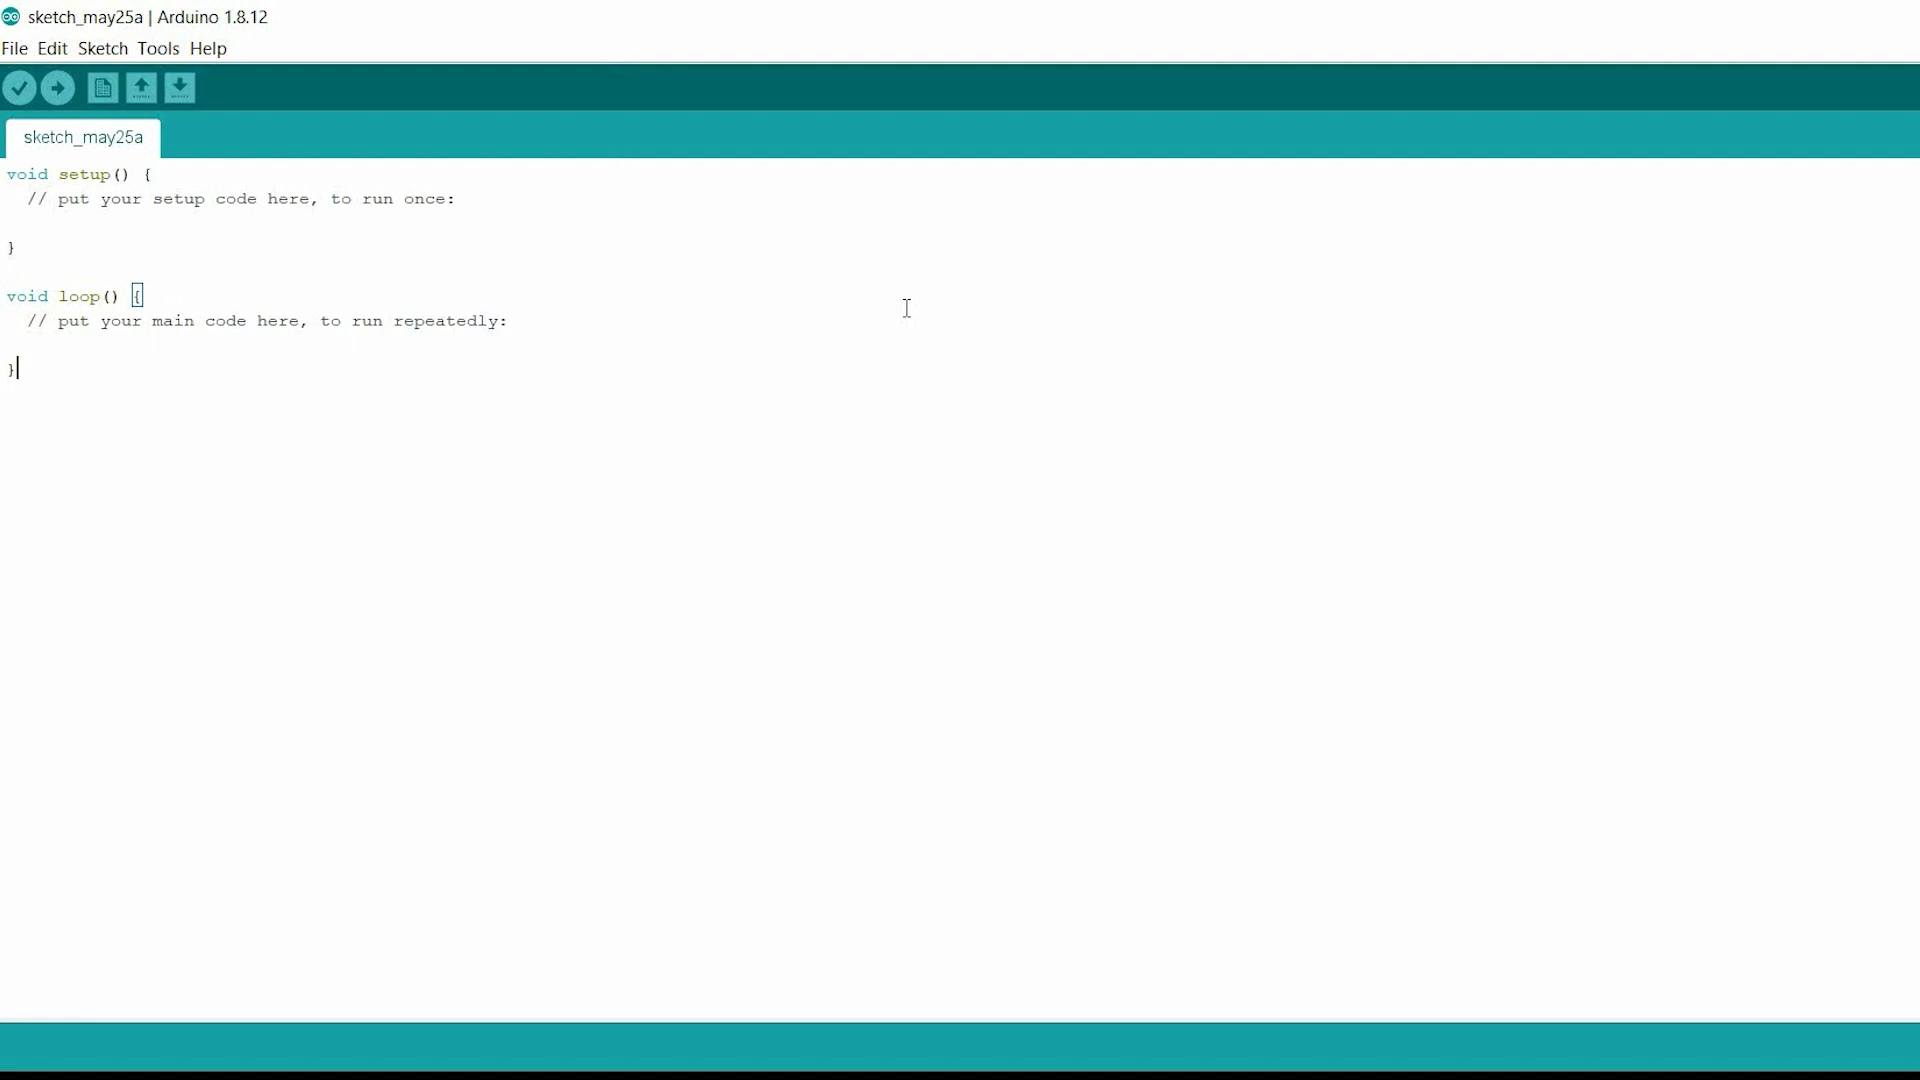 sketch_may25a | Arduino 1.8.12
File Edit Sketch Tools Help
sketch_may25a
void setup() {
  // put your setup code here, to run once:
}
void loop() {
  // put your main code here, to run repeatedly:
}